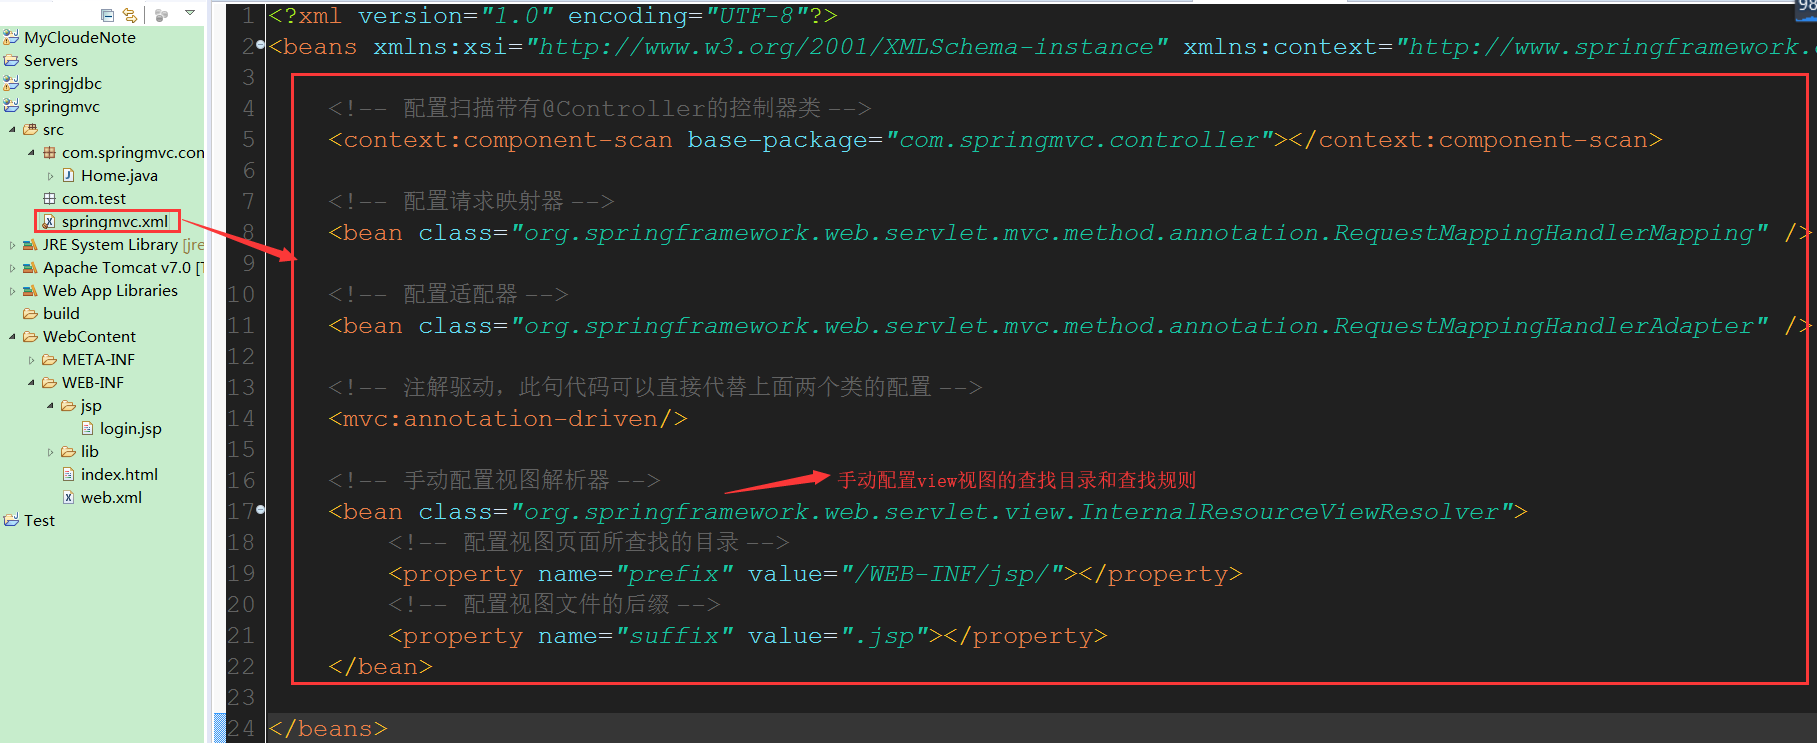 MyCloudeNote
Servers
springjdbc
springmvc
src
com.springmvc.con
Home.java
com.test
springmvc.xml
JRE System Library [jre
Apache Tomcat v7.0 [
Web App Libraries
build
WebContent
META-INF
WEB-INF
jsp
login.jsp
lib
index.html
web.xml
Test
98
1 <?xml version="1.0" encoding="UTF-8"?>
2 <beans xmlns:xsi="http://www.w3.org/2001/XMLSchema-instance" xmlns:context="http://www.springframework.
3
4 <!-- 配置扫描带有@Controller的控制器类 -->
5 <context:component-scan base-package="com.springmvc.controller"></context:component-scan>
6
7 <!-- 配置请求映射器 -->
8 <bean class="org.springframework.web.servlet.mvc.method.annotation.RequestMappingHandlerMapping" />
9
10 <!-- 配置适配器 -->
11 <bean class="org.springframework.web.servlet.mvc.method.annotation.RequestMappingHandlerAdapter" />
12
13 <!-- 注解驱动，此句代码可以直接代替上面两个类的配置 -->
14 <mvc:annotation-driven/>
15
16 <!-- 手动配置视图解析器 --> 手动配置view视图的查找目录和查找规则
17 <bean class="org.springframework.web.servlet.view.InternalResourceViewResolver">
18 <!-- 配置视图页面所查找的目录 -->
19 <property name="prefix" value="/WEB-INF/jsp/"></property>
20 <!-- 配置视图文件的后缀 -->
21 <property name="suffix" value=".jsp"></property>
22 </bean>
23
24 </beans>